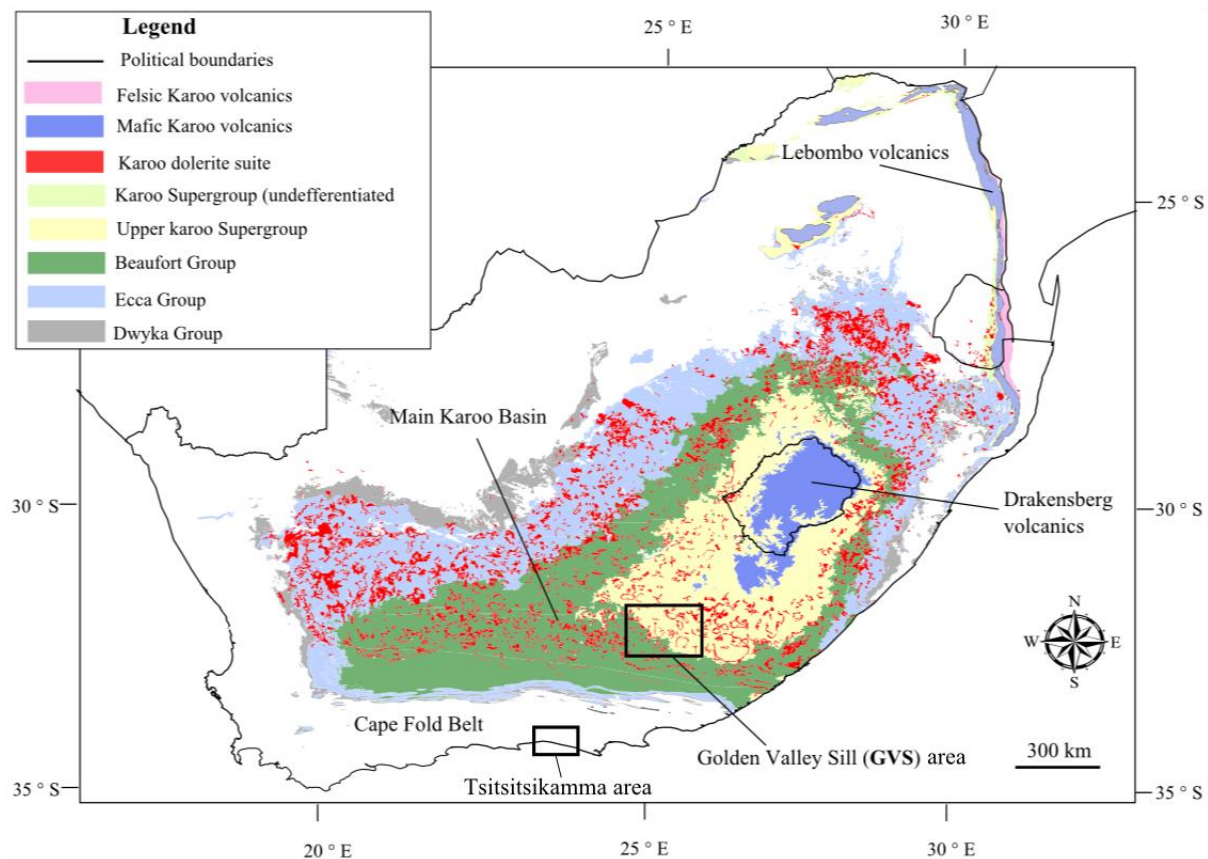 Legend
Political boundaries
Felsic Karoo volcanics
Mafic Karoo volcanics
Karoo dolerite suite
Karoo Supergroup (undefferentiated
Upper karoo Supergroup
Beaufort Group
Ecca Group
Dwyka Group
25 ° E
30 ° E
Lebombo volcanics
25 ° S
Main Karoo Basin
30 ° S
Drakensberg
volcanics
30 ° S
N
W
E
S
Cape Fold Belt
Golden Valley Sill (GVS) area
300 km
Tsitsitsikamma area
35 ° S
35 ° S
20 ° E
25 ° E
30 ° E